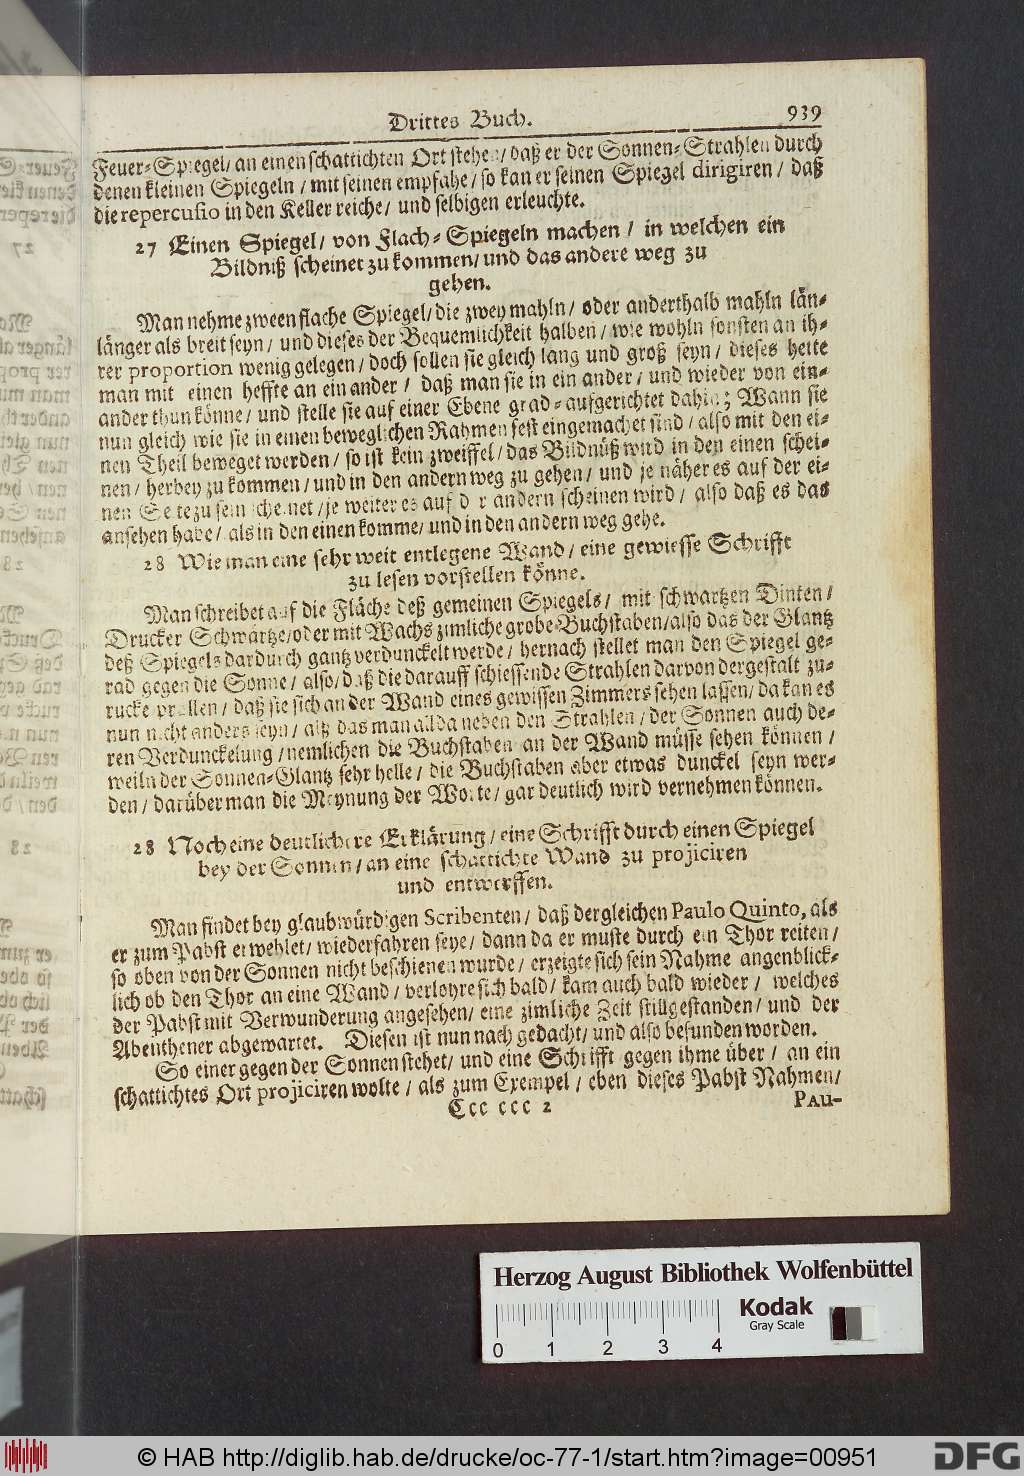 Drittes Buch. 939
Feuer-Spiegel/ an einen schattichten Ort stehen/ daß er der Sonnen-Strahlen durch
denen kleinen Spiegeln / mit seinen empfahe / so kan er seinen Spiegel dirigiren / daß
die repercusio in den Keller reiche/ und selbigen erleuchte.
27 Einen Spiegel/ von Flach-Spiegeln machen / in welchen ein
Bildniß scheinet zu kommen/ und das andere weg zu
gehen.
Man nehme zween flache Spiegel/ die zwey mahln / oder anderthalb mahln län-
länger als breit seyn / und dieses der Bequemlichkeit halben / wie wohln sonsten an ih-
rer proportion wenig gelegen / doch sollen sie gleich lang und groß seyn / dieses hette
man mit einen heffte an ein ander / daß man sie in ein ander / und wieder von ein-
ander thun könne / und stelle sie auf einer Ebene grad-aufgerichtet dahin; Wann sie
nun gleich wie sie in einen beweglichen Rahmen fest eingemachet sind / also mit den ei-
nen Theil beweget werden / so ist kein zweiffel / das Bildnüß wird in den einen schei-
nen / herbey zu kommen / und in den andern weg zu gehen / und je näher es auf der ei-
nen Seite zu sein scheinet / je weiter es auf der andern scheinen wird / also daß es das
ansehen habe / als in den einen komme / und in den andern weg gehe.
28 Wie man eine sehr weit entlegene Wand / eine gewiesse Schrifft
zu lesen vorstellen könne.
Man schreibet auf die Fläche deß gemeinen Spiegels / mit schwartzen Dinten /
Drucker Schwärtze/ oder mit Wachs zimliche grobe Buchstaben / also das der Glantz
deß Spiegels dardurch gantz verdunckelt werde / hernach stellet man den Spiegel ge-
rad gegen die Sonne / also / daß die darauff schiessende Strahlen darvon dergestalt zu-
rucke prallen / daß sie sich an der Wand eines gewissen Zimmers sehen lassen / da kan es
nun nicht anders seyn / alß das man allda neben den Strahlen / der Sonnen auch de-
ren Verdunckelung / nemlichen die Buchstaben an der Wand müsse sehen können /
weiln der Sonnen-Glantz sehr helle / die Buchstaben aber etwas dunckel seyn wer-
den / darüber man die Meynung der Worte / gar deutlich wird vernehmen können.
28 Noch eine deutlichere Erklärung / eine Schrifft durch einen Spiegel
bey der Sonnen / an eine schattichte Wand zu projiciren
und entwerffen.
Man findet bey glaubwürdigen Scribenten / daß dergleichen Paulo Quinto, als
er zum Pabst erwehlet / wiederfahren seye / dann da er muste durch ein Thor reiten /
so oben von der Sonnen nicht beschienen wurde / erzeigte sich sein Nahme angenblick-
lich ob den Thor an eine Wand / verlohre sich bald / kam auch bald wieder / welches
der Pabst mit Verwunderung angesehen / eine zimliche Zeit stillgestanden / und der
Abenthener abgewartet. Diesen ist nun nach gedacht / und also befunden worden.
So einer gegen der Sonnen stehet / und eine Schrifft gegen ihme über / an ein
schattichtes Ort projiciren wolte / als zum Exempel / eben dieses Pabst Nahmen /
Ccc ccc 2 PAU-
Herzog August Bibliothek Wolfenbüttel
Kodak
Gray Scale
0 1 2 3 4
© HAB http://diglib.hab.de/drucke/oc-77-1/start.htm?image=00951
DFG